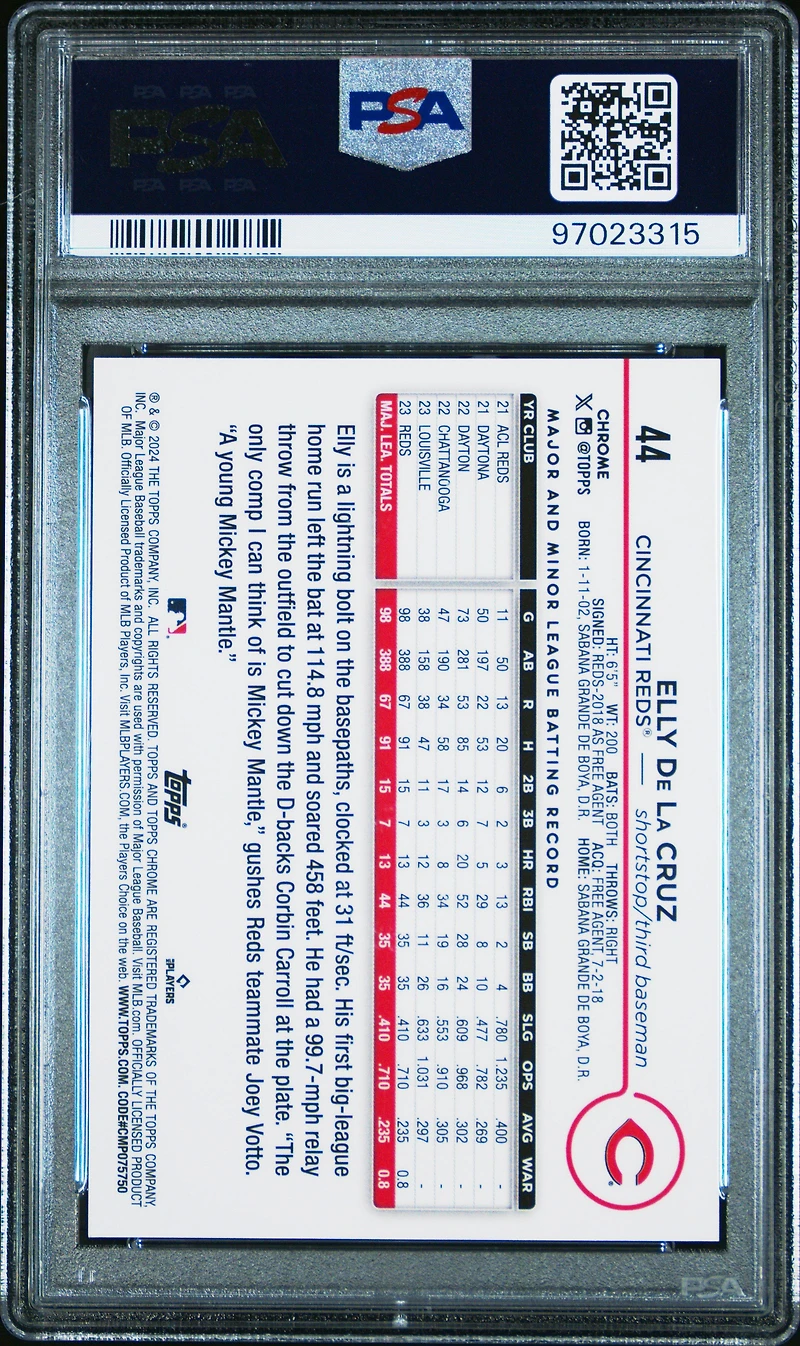 PSA PSA PSA
PSA
PSA PSA PSA
PSA
97023315
44
ELLY DE LA CRUZ
CINCINNATI REDS® — shortstop/third baseman
CHROME
@TOPPS
HT: 6'5" WT: 200 BATS: BOTH THROWS: RIGHT
SIGNED: REDS-2018 AS FREE AGENT ACQ: FREE AGENT, 7-2-18
BORN: 1-11-02, SABANA GRANDE DE BOYA, D.R. HOME: SABANA GRANDE DE BOYA, D.R.
C
MAJOR AND MINOR LEAGUE BATTING RECORD
YR CLUB G AB R H 2B 3B HR RBI SB BB SLG OPS AVG WAR
21 ACL REDS 11 50 13 20 6 2 3 13 2 4 .780 1.235 .400 -
21 DAYTONA 50 197 22 53 12 7 5 29 8 10 .477 .782 .269 -
22 DAYTON 73 281 53 85 14 6 20 52 28 24 .609 .968 .302 -
22 CHATTANOOGA 47 190 34 58 17 3 8 34 19 16 .553 .910 .305 -
23 LOUISVILLE 38 158 38 47 11 3 12 36 11 26 .633 1.031 .297 -
23 REDS 98 388 67 91 15 7 13 44 35 35 .410 .710 .235 0.8
MAJ. LEA. TOTALS 98 388 67 91 15 7 13 44 35 35 .410 .710 .235 0.8
Elly is a lightning bolt on the basepaths, clocked at 31 ft/sec. His first big-league
home run left the bat at 114.8 mph and soared 458 feet. He had a 99.7-mph relay
throw from the outfield to cut down the D-backs Corbin Carroll at the plate. “The
only comp I can think of is Mickey Mantle,” gushes Reds teammate Joey Votto.
“A young Mickey Mantle.”
topps®
PLAYERS
® & © 2024 THE TOPPS COMPANY, INC. ALL RIGHTS RESERVED. TOPPS AND TOPPS CHROME ARE REGISTERED TRADEMARKS OF THE TOPPS COMPANY,
INC. Major League Baseball trademarks and copyrights are used with permission of Major League Baseball. Visit MLB.com. OFFICIALLY LICENSED PRODUCT
OF MLB Players, Inc. Officially Licensed Product of MLB Players, Inc. Visit MLBPLAYERS.COM, the Players Choice on the web. WWW.TOPPS.COM. CODE#CMP075750
PSA